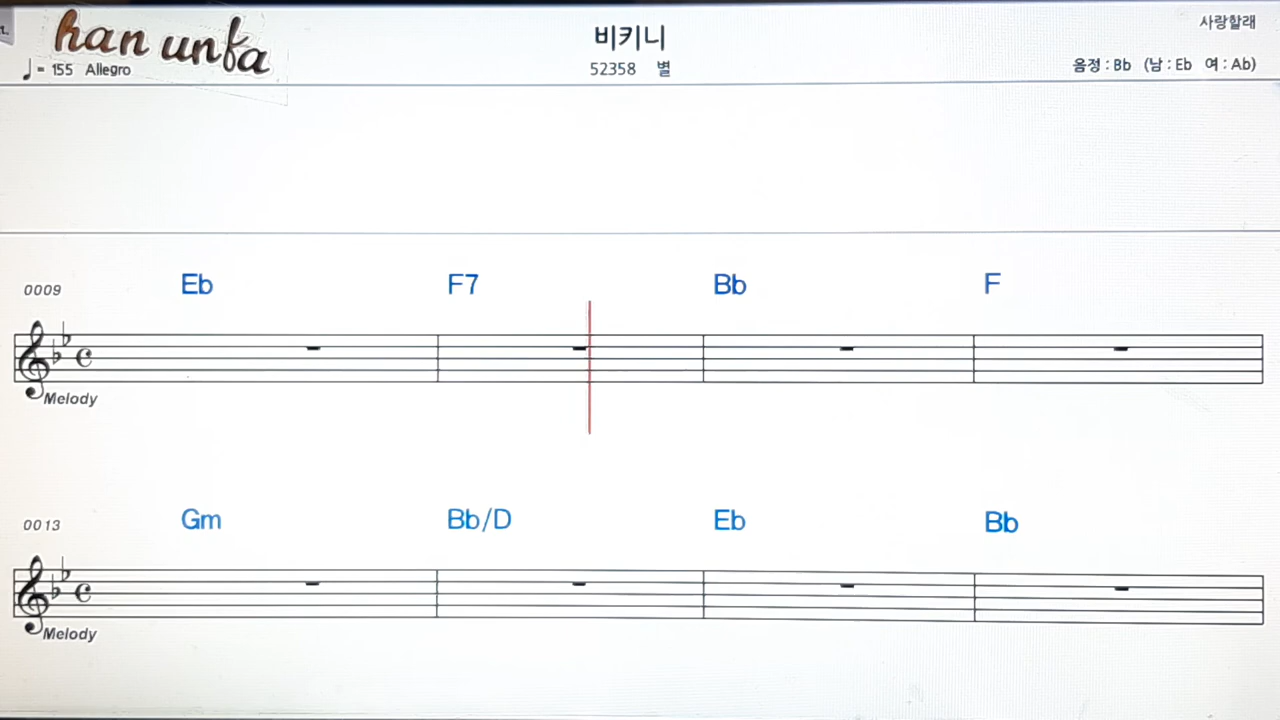 han unfa
비키니
사랑할래
♩= 155 Allegro
52358 별
음정 : Bb (남 : Eb 여 : Ab)
0009
Eb F7 Bb F
Melody
0013
Gm Bb/D Eb Bb
Melody